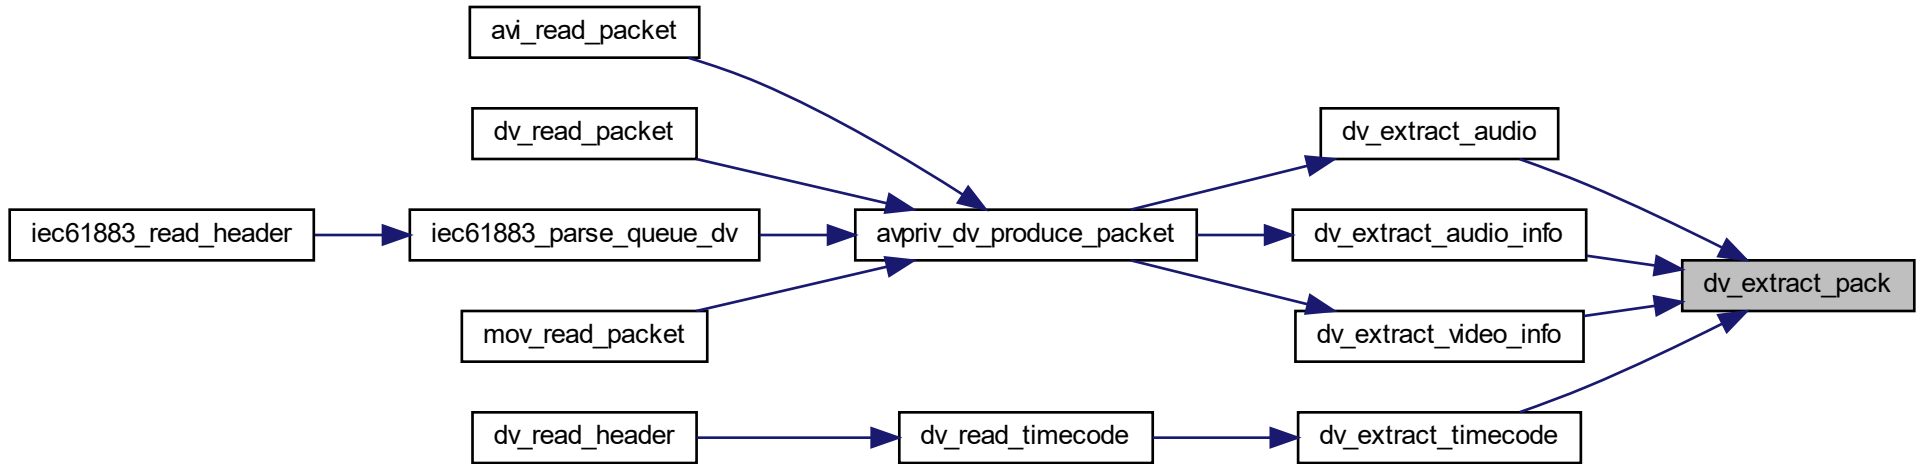 avi_read_packet
dv_read_packet
dv_extract_audio
iec61883_read_header
iec61883_parse_queue_dv
avpriv_dv_produce_packet
dv_extract_audio_info
dv_extract_pack
mov_read_packet
dv_extract_video_info
dv_read_header
dv_read_timecode
dv_extract_timecode